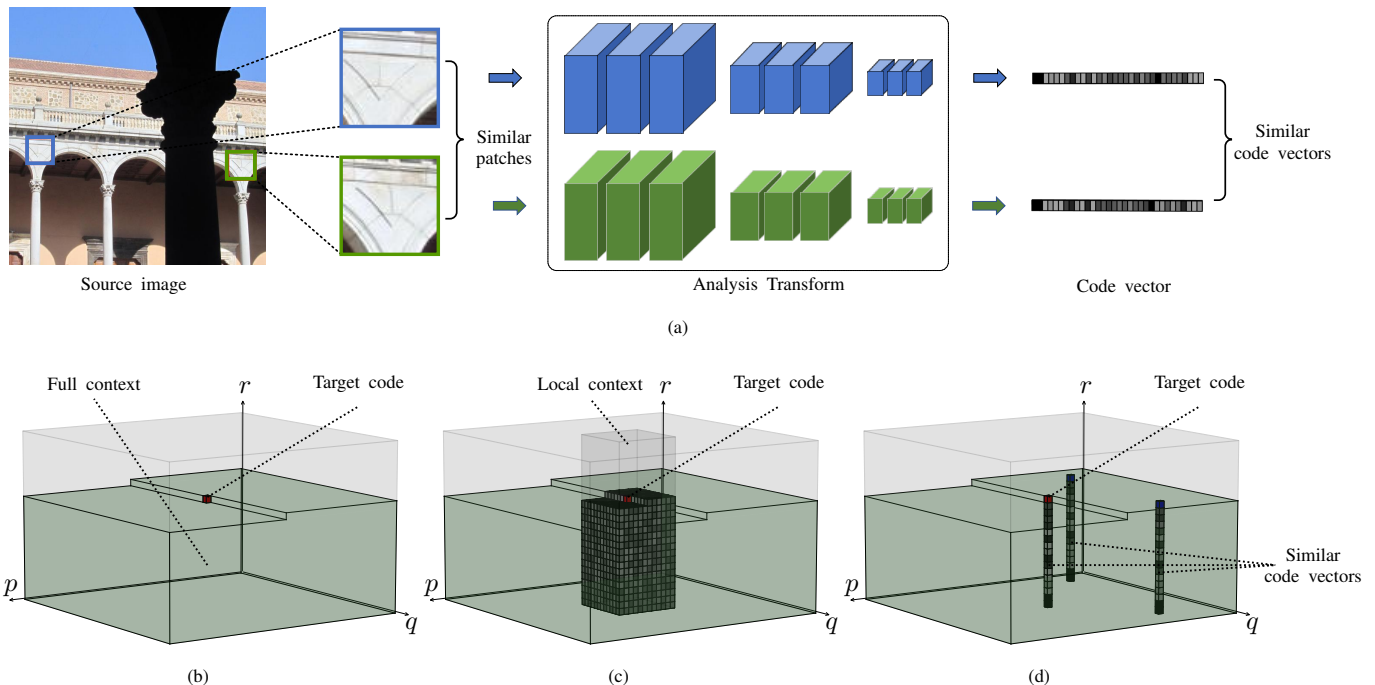 Similar
patches
Similar
code vectors
Source image
Analysis Transform
Code vector
(a)
Full context
r
Target code
p
q
(b)
Local context
r
Target code
p
q
(c)
r
Target code
Similar
code vectors
p
q
(d)